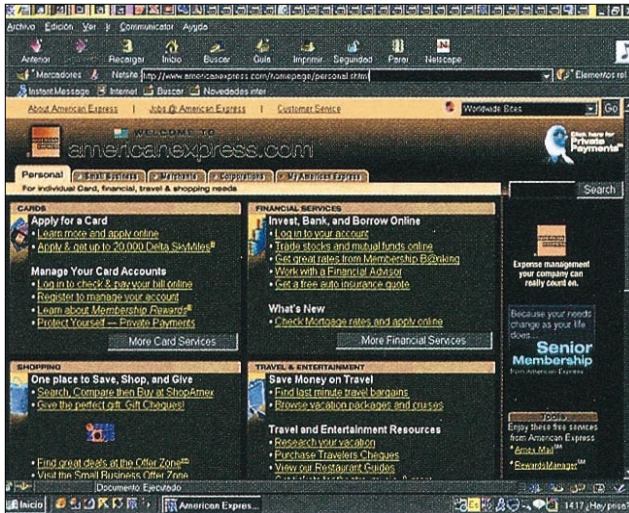 Archivo Edición Ver Ir Communicator Ayuda
Anterior Recargar Inicio Buscar Guía Imprimir Seguridad Parar Netscape
Marcadores Netsite http://www.americanexpress.com/homepage/personal.shtml Elementos rel
Instant Message Internet Buscar Novedades inter
About American Express | Jobs @ American Express | Customer Service
Worldwide Sites Go
WELCOME TO
americanexpress.com
Click here for
Private
Payments
Personal Small Business Merchants Corporations My American Express
For individual Card, financial, travel & shopping needs
Search
CARDS
Apply for a Card
• Learn more and apply online
• Apply & get up to 20,000 Delta SkyMiles®
Manage Your Card Accounts
• Log in to check & pay your bill online
• Register to manage your account
• Learn about Membership Rewards®
• Protect Yourself — Private Payments
More Card Services
FINANCIAL SERVICES
Invest, Bank, and Borrow Online
• Log in to your account
• Trade stocks and mutual funds online
• Get great rates from Membership B@nking
• Work with a Financial Advisor
• Get a free auto insurance quote
What's New
• Check Mortgage rates and apply online
More Financial Services
SHOPPING
One place to Save, Shop, and Give
• Search, Compare then Buy at ShopAmex
• Give the perfect gift. Gift Cheques!
• Find great deals at the Offer Zone
• Visit the Small Business Offer Zone
TRAVEL & ENTERTAINMENT
Save Money on Travel
• Find last minute travel bargains
• Browse vacation packages and cruises
Travel and Entertainment Resources
• Research your vacation
• Purchase Travelers Cheques
• View our Restaurant Guides
Expense management
your company can
really count on.
Because your needs
change as your life
does...
Senior
Membership
from American Express
Tools
Enjoy these free services
from American Express
• Amex Mail℠
• RewardsManager℠
Documento: Ejecutado
Inicio American Expres... 14:17 ¿Hay prisa?